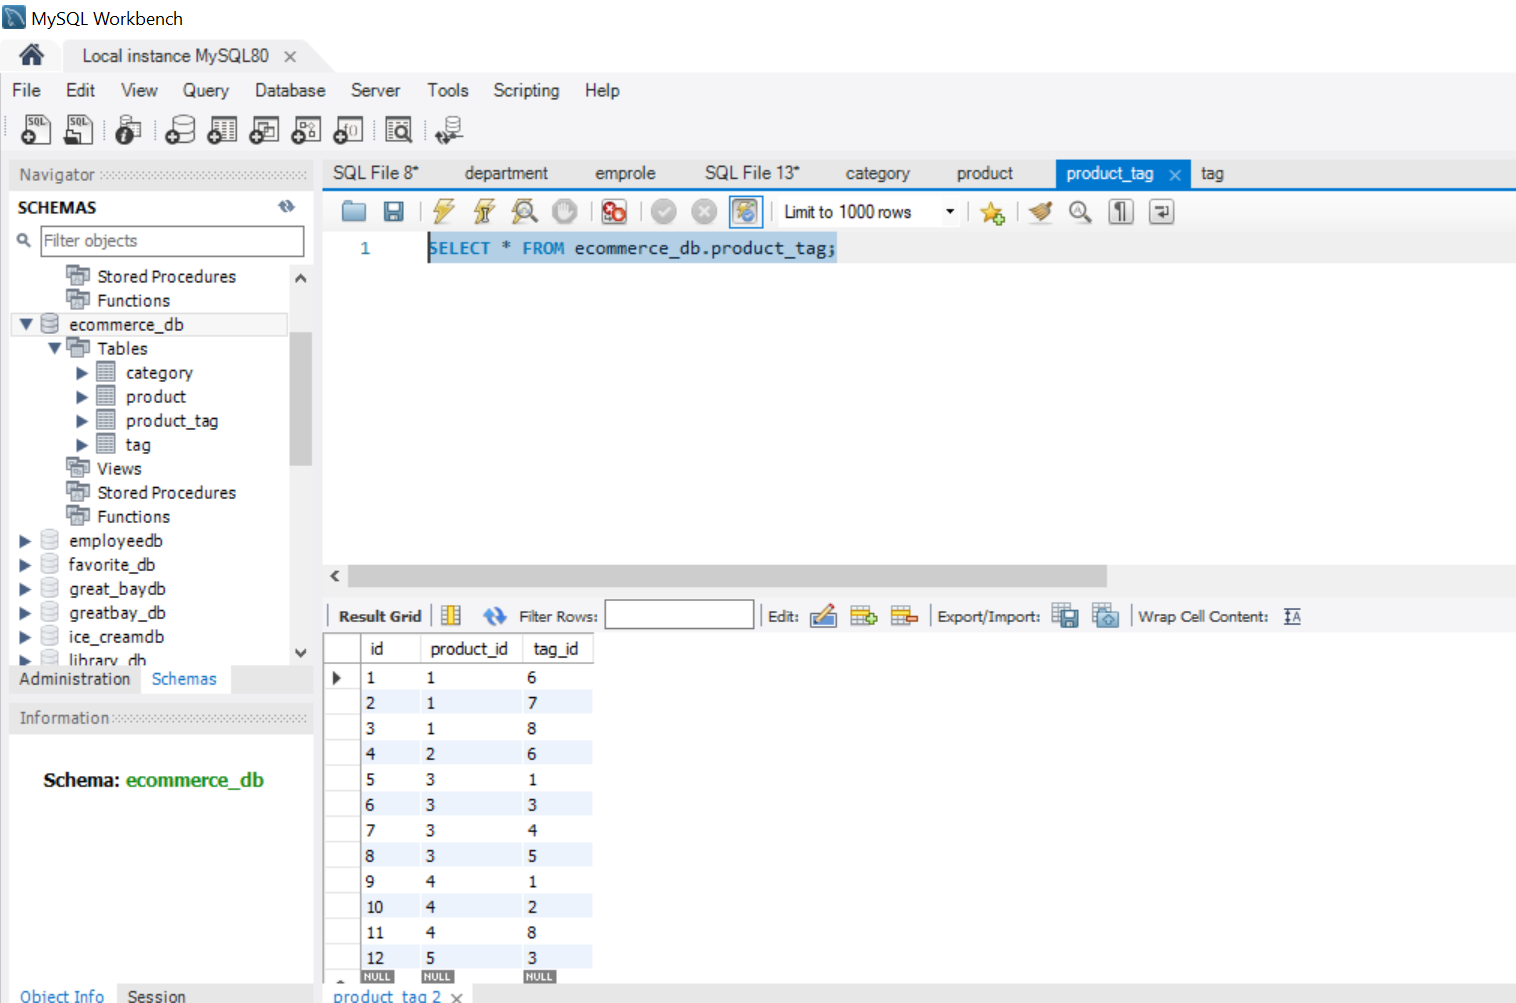 MySQL Workbench
Local instance MySQL80
File Edit View Query Database Server Tools Scripting Help
Navigator
SCHEMAS
Filter objects
Stored Procedures
Functions
ecommerce_db
Tables
category
product
product_tag
tag
Views
Stored Procedures
Functions
employeedb
favorite_db
great_baydb
greatbay_db
ice_creamdb
library_db
Administration Schemas
Information
Schema: ecommerce_db
Object Info Session
SQL File 8* department emprole SQL File 13* category product product_tag tag
Limit to 1000 rows
1 SELECT * FROM ecommerce_db.product_tag;
Result Grid Filter Rows: Edit: Export/Import: Wrap Cell Content:
id product_id tag_id
1 1 6
2 1 7
3 1 8
4 2 6
5 3 1
6 3 3
7 3 4
8 3 5
9 4 1
10 4 2
11 4 8
12 5 3
NULL NULL NULL
product_tag 2